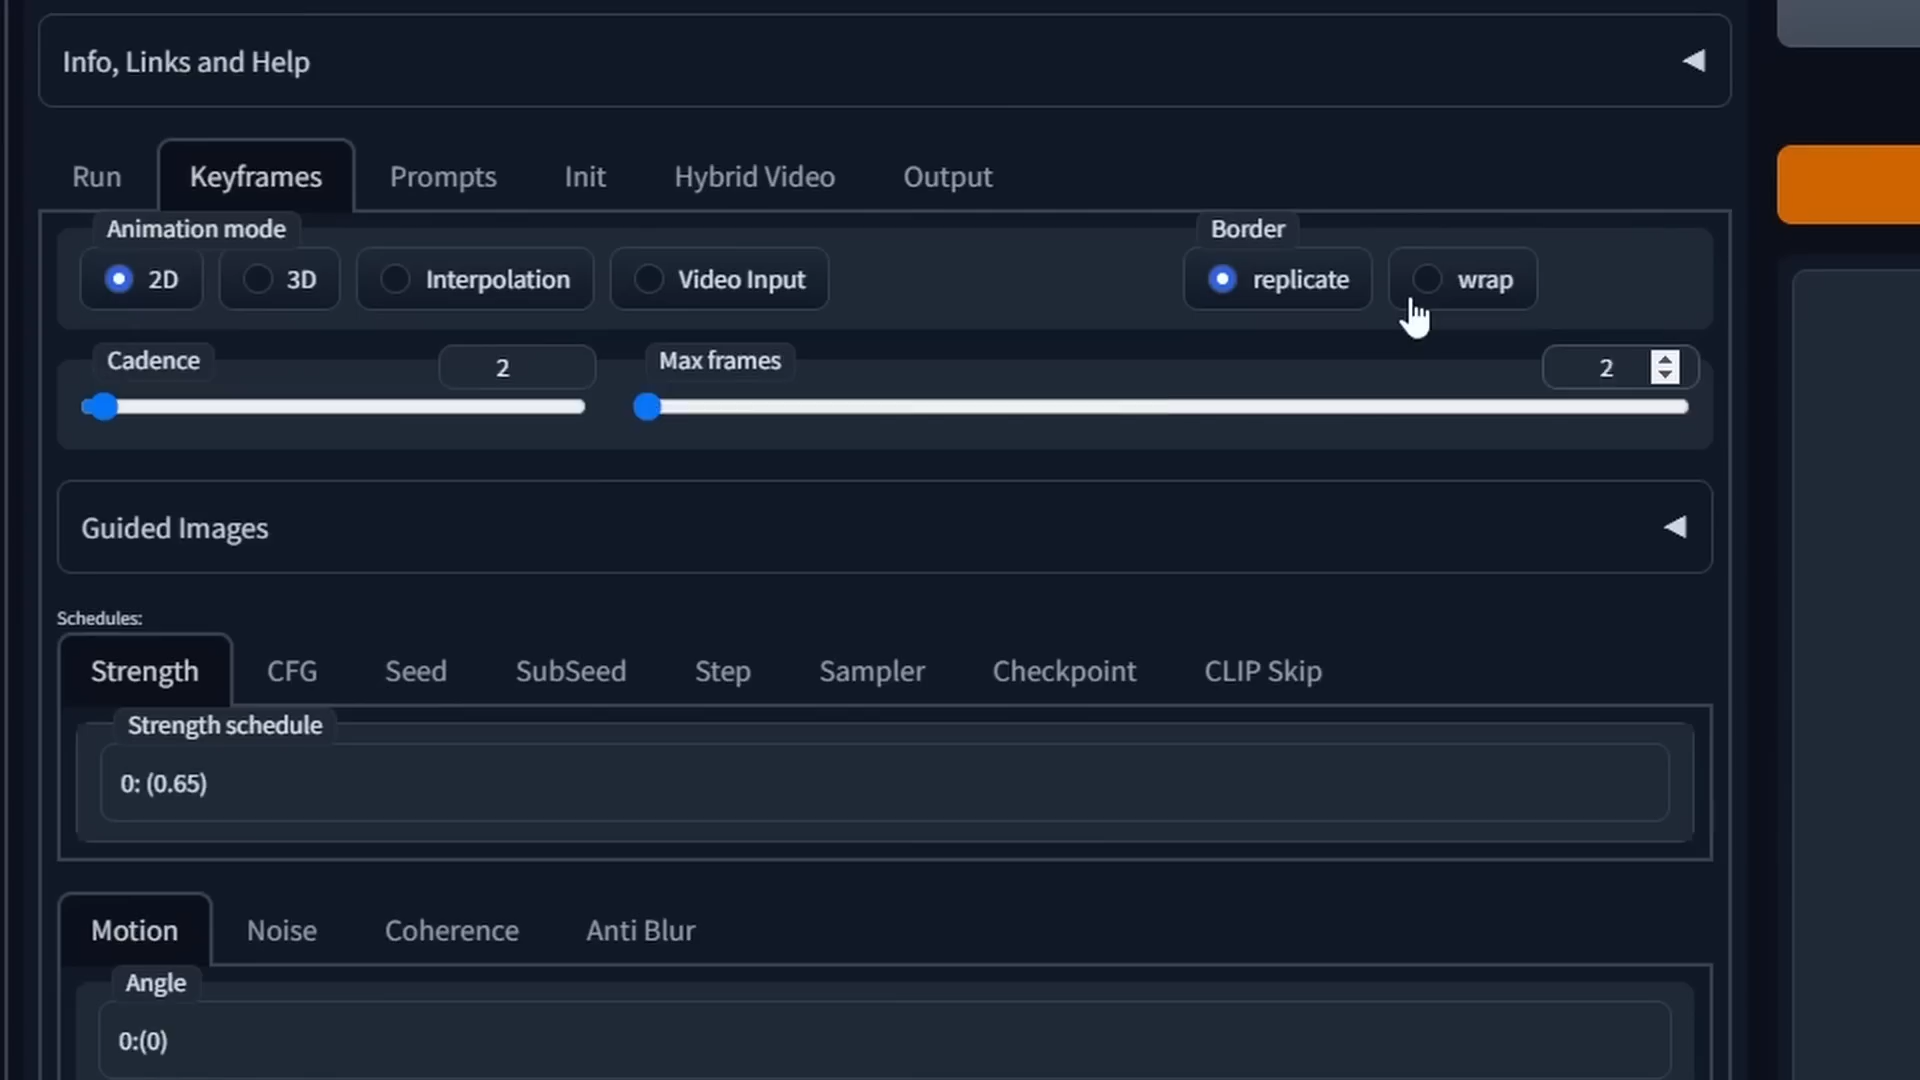 Info, Links and Help
Run Keyframes Prompts Init Hybrid Video Output
Animation mode Border
2D 3D Interpolation Video Input replicate wrap
Cadence 2 Max frames 2
Guided Images
Schedules:
Strength CFG Seed SubSeed Step Sampler Checkpoint CLIP Skip
Strength schedule
0: (0.65)
Motion Noise Coherence Anti Blur
Angle
0:(0)